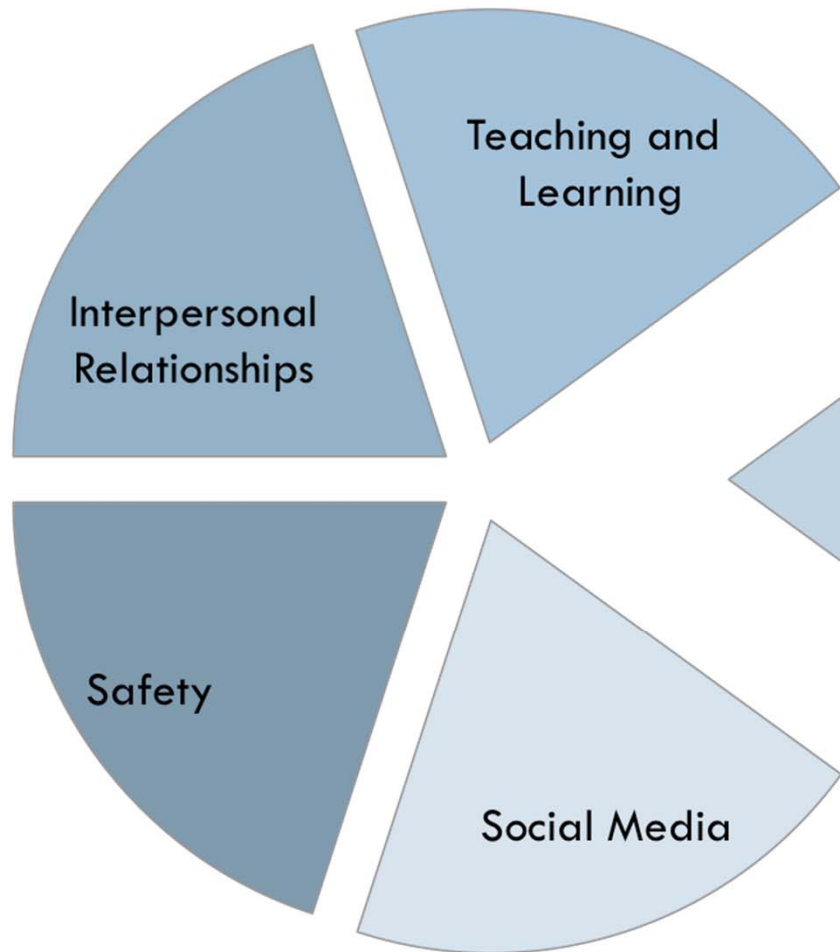 Teaching and
Learning
Interpersonal
Relationships
Safety
Social Media